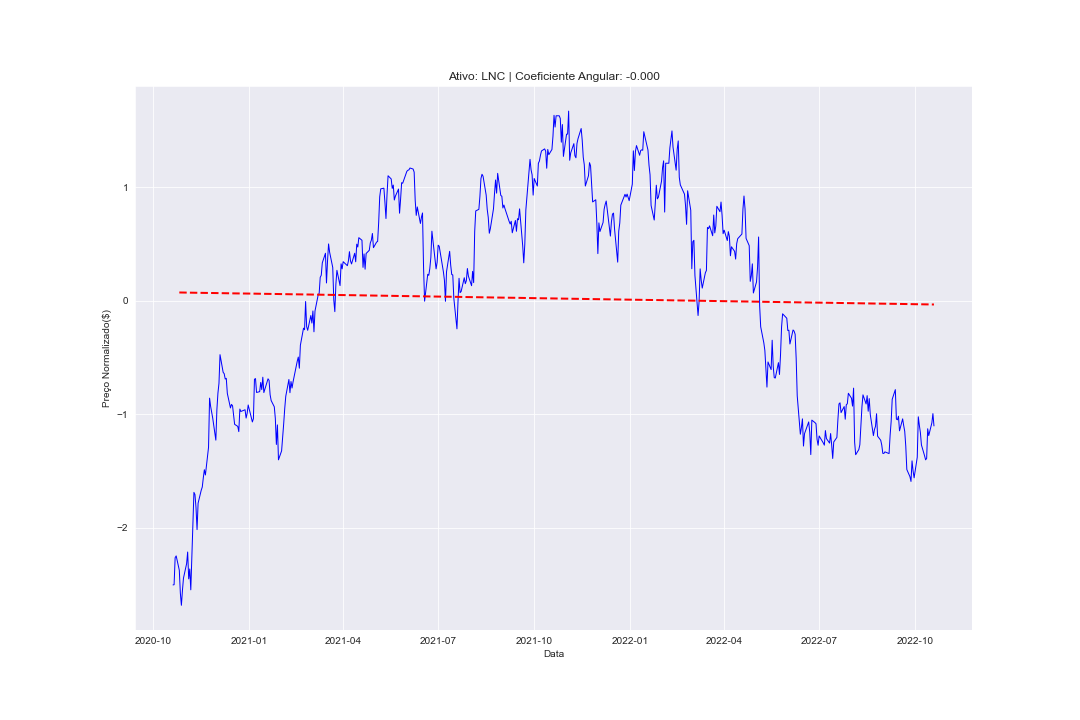 Ativo: LNC | Coeficiente Angular: -0.000
Preço Normalizado($)
1
0
−1
−2
2020-10 2021-01 2021-04 2021-07 2021-10 2022-01 2022-04 2022-07 2022-10
Data